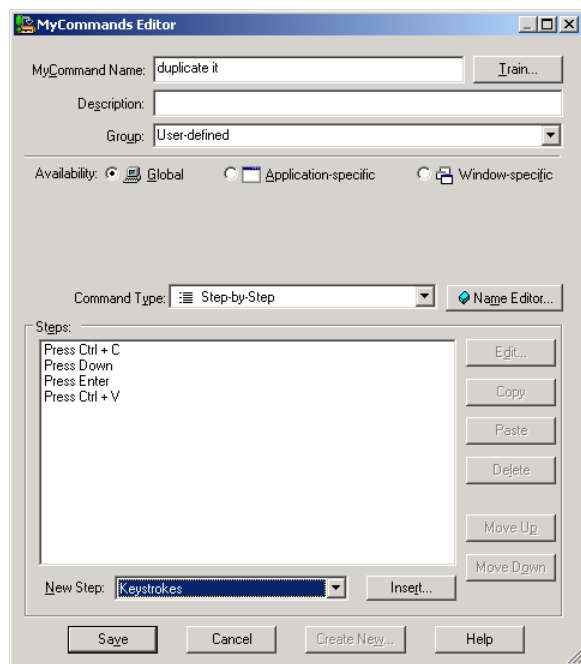 MyCommands Editor
MyCommand Name: duplicate it Train...
Description:
Group: User-defined
Availability: Global Application-specific Window-specific
Command Type: Step-by-Step Name Editor...
Steps:
Press Ctrl + C
Press Down
Press Enter
Press Ctrl + V
Edit...
Copy
Paste
Delete
Move Up
Move Down
New Step: Keystrokes Insert...
Save Cancel Create New... Help